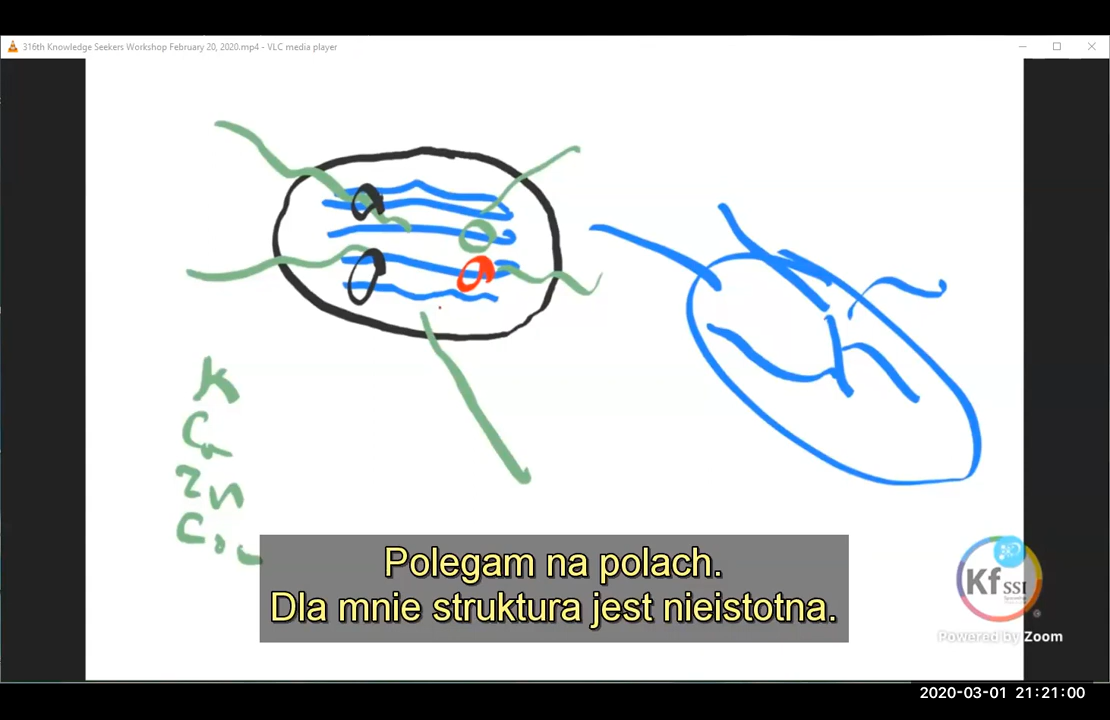 316th Knowledge Seekers Workshop February 20, 2020.mp4 - VLC media player
K
Zn
Polegam na polach.
Dla mnie struktura jest nieistotna.
Kf SSI
Powered by Zoom
2020-03-01 21:21:00